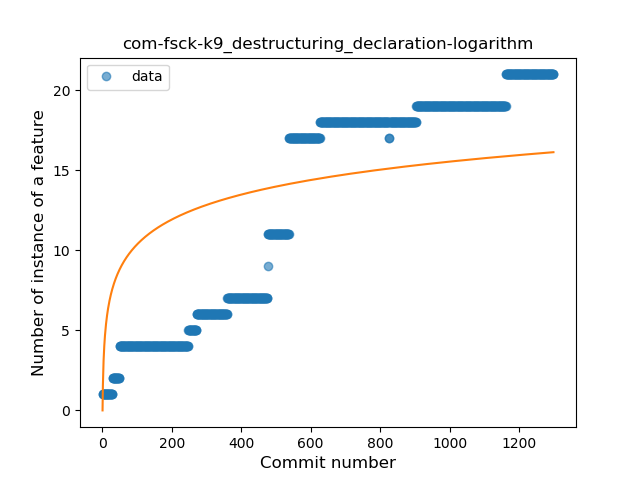 com-fsck-k9_destructuring_declaration-logarithm
data
Number of instance of a feature
20
15
10
5
0
0 200 400 600 800 1000 1200
Commit number